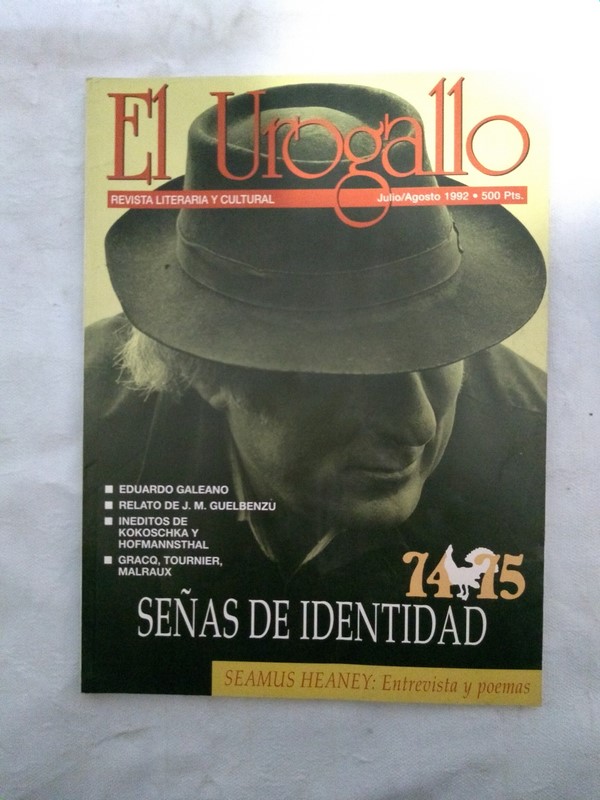 El Urogallo
REVISTA LITERARIA Y CULTURAL
Julio/Agosto 1992 • 500 Pts.
■ EDUARDO GALEANO
■ RELATO DE J. M. GUELBENZÙ
■ INEDITOS DE
KOKOSCHKA Y
HOFMANNSTHAL
■ GRACQ, TOURNIER,
MALRAUX
74 75
SEÑAS DE IDENTIDAD
SEAMUS HEANEY: Entrevista y poemas